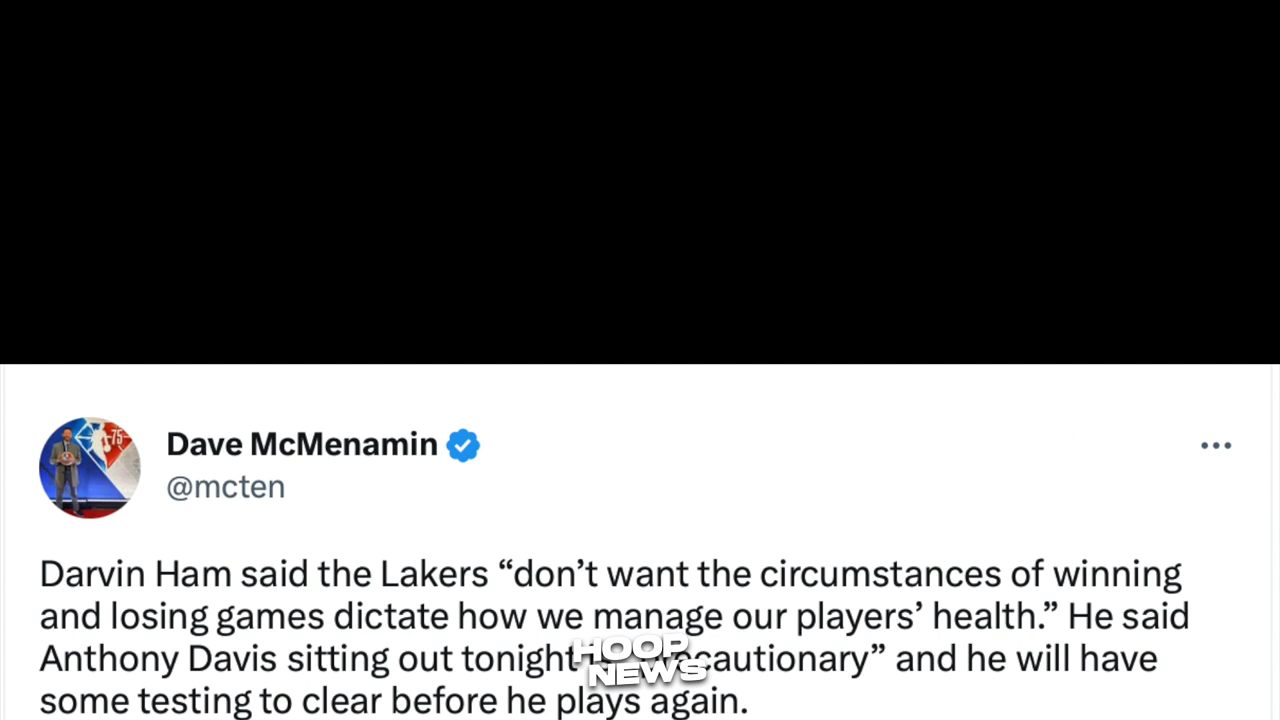 Dave McMenamin
@mcten
Darvin Ham said the Lakers “don’t want the circumstances of winning
and losing games dictate how we manage our players’ health.” He said
Anthony Davis sitting out tonight cautionary” and he will have
some testing to clear before he plays again.
HOOP
NEWS
75